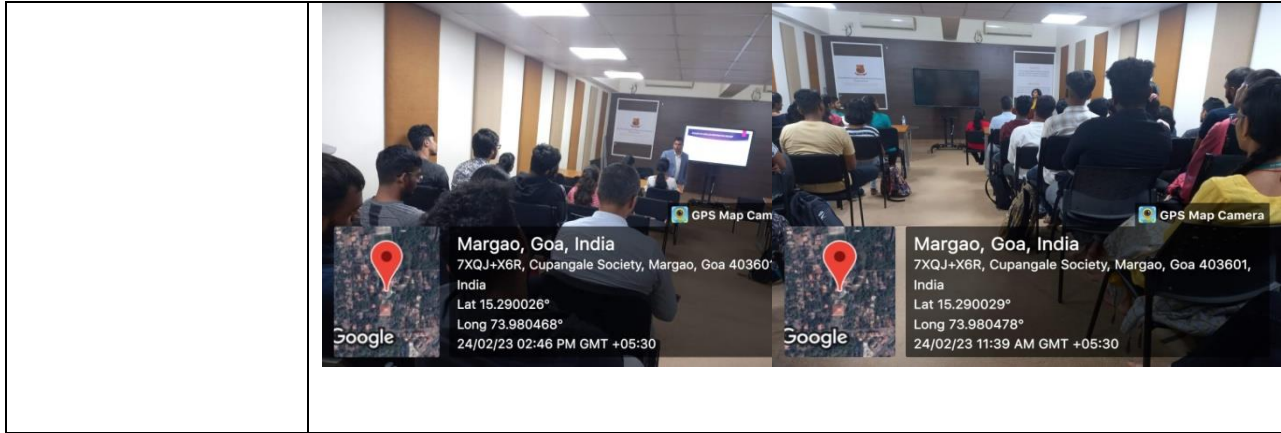 GPS Map Cam
Margao, Goa, India
7XQJ+X6R, Cupangale Society, Margao, Goa 40360
India
Lat 15.290026°
Long 73.980468°
24/02/23 02:46 PM GMT +05:30
Google
GPS Map Camera
Margao, Goa, India
7XQJ+X6R, Cupangale Society, Margao, Goa 403601,
India
Lat 15.290029°
Long 73.980478°
24/02/23 11:39 AM GMT +05:30
Google